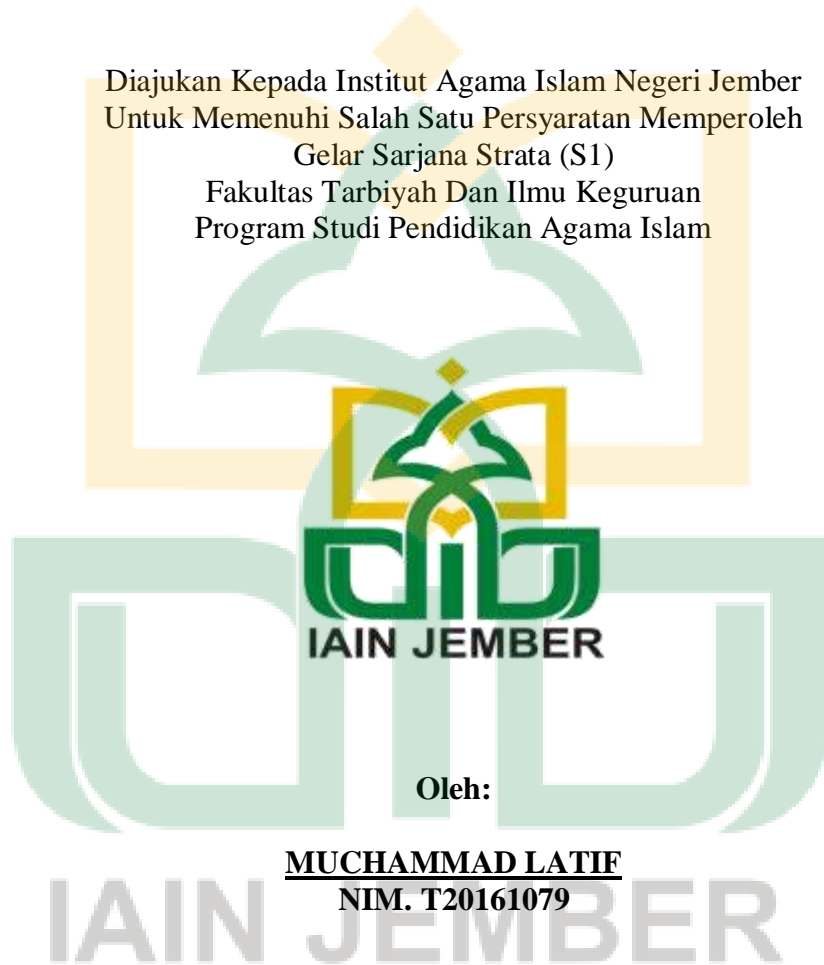 Diajukan Kepada Institut Agama Islam Negeri Jember
Untuk Memenuhi Salah Satu Persyaratan Memperoleh
Gelar Sarjana Strata (S1)
Fakultas Tarbiyah Dan Ilmu Keguruan
Program Studi Pendidikan Agama Islam
IAIN JEMBER
Oleh:
MUCHAMMAD LATIF
NIM. T20161079
IAIN JEMBER